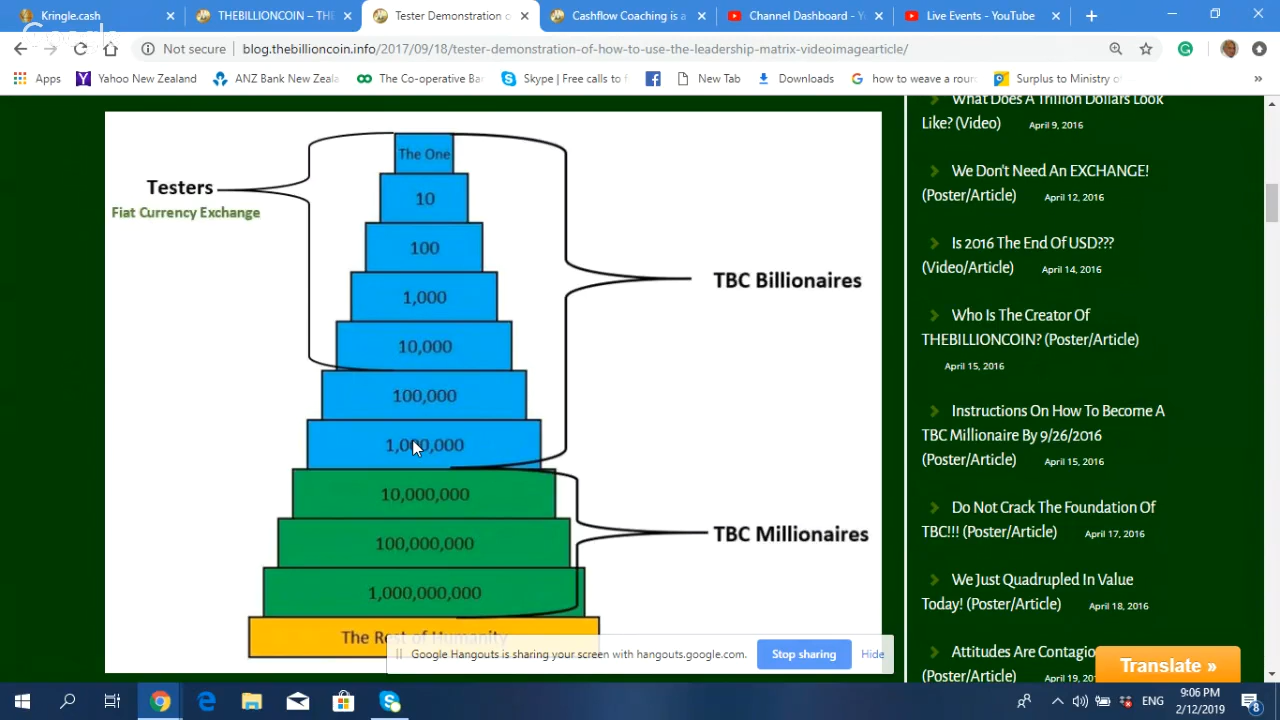 Kringle.cash
THEBILLIONCOIN – TH
Tester Demonstration o
Cashflow Coaching is a
Channel Dashboard - Y
Live Events - YouTube
Google
Not secure
blog.thebillioncoin.info/2017/09/18/tester-demonstration-of-how-to-use-the-leadership-matrix-videoimagearticle/
Apps
Yahoo New Zealand
ANZ Bank New Zeala
The Co-operative Ba
Skype | Free calls to f
New Tab
Downloads
how to weave a roun
Surplus to Ministry o
The One
10
100
1,000
10,000
100,000
1,000,000
10,000,000
100,000,000
1,000,000,000
The Rest of Humanity
Testers
Fiat Currency Exchange
TBC Billionaires
TBC Millionaires
What Does A Trillion Dollars Look
Like? (Video) April 9, 2016
We Don't Need An EXCHANGE!
(Poster/Article) April 12, 2016
Is 2016 The End Of USD???
(Video/Article) April 14, 2016
Who Is The Creator Of
THEBILLIONCOIN? (Poster/Article)
April 15, 2016
Instructions On How To Become A
TBC Millionaire By 9/26/2016
(Poster/Article) April 15, 2016
Do Not Crack The Foundation Of
TBC!!! (Poster/Article) April 17, 2016
We Just Quadrupled In Value
Today! (Poster/Article) April 18, 2016
Attitudes Are Contagio
(Poster/Article) April 19, 201
Translate »
Google Hangouts is sharing your screen with hangouts.google.com.
Stop sharing
Hide
ENG
9:06 PM
2/12/2019
8